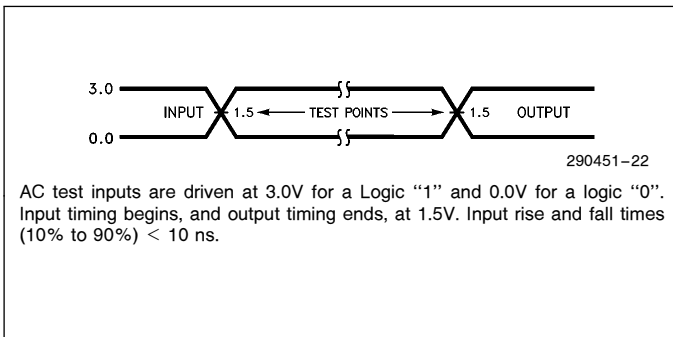 3.0
INPUT 1.5 TEST POINTS 1.5 OUTPUT
0.0
290451–22
AC test inputs are driven at 3.0V for a Logic ‘‘1’’ and 0.0V for a logic ‘‘0’’.
Input timing begins, and output timing ends, at 1.5V. Input rise and fall times
(10% to 90%) < 10 ns.